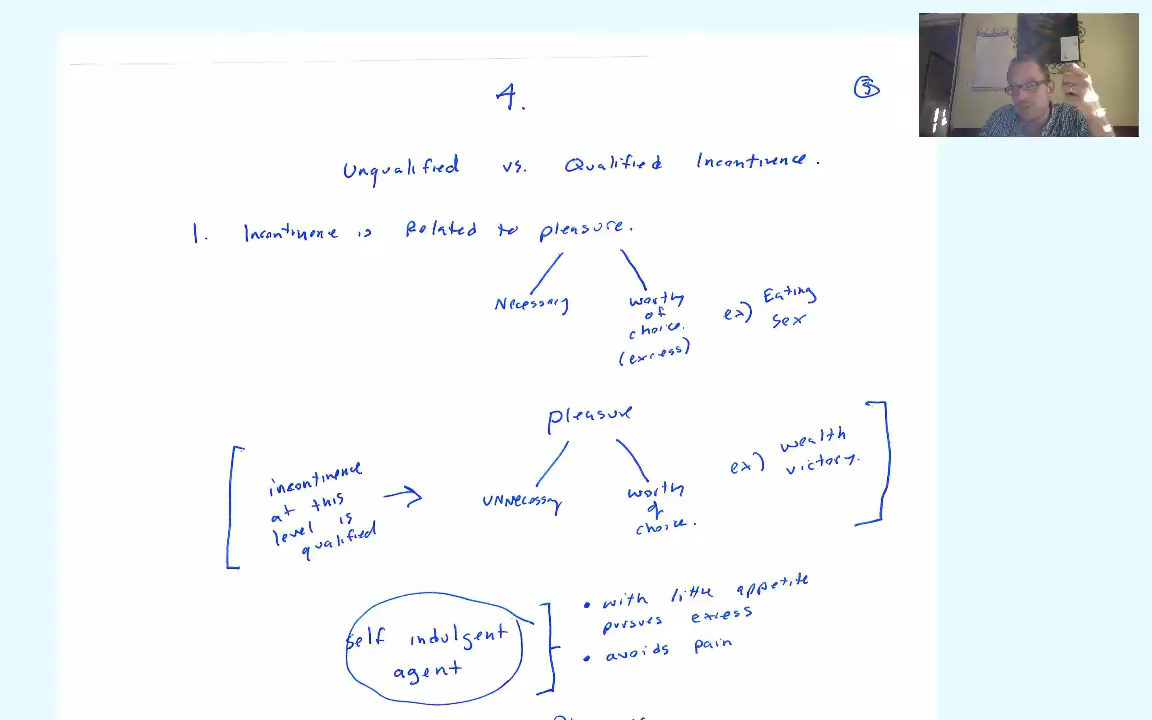 4.
5
Unqualified vs. Qualified Incontinence.
1. Incontinence is Related to pleasure.
Necessary
worthy
of
choice.
(excess)
ex) Eating
sex
pleasure
UNNecessary
worthy
of
choice.
ex) wealth
victory.
incontinence
at this
level is
qualified
self indulgent
agent
• with little appetite
pursues excess
• avoids pain